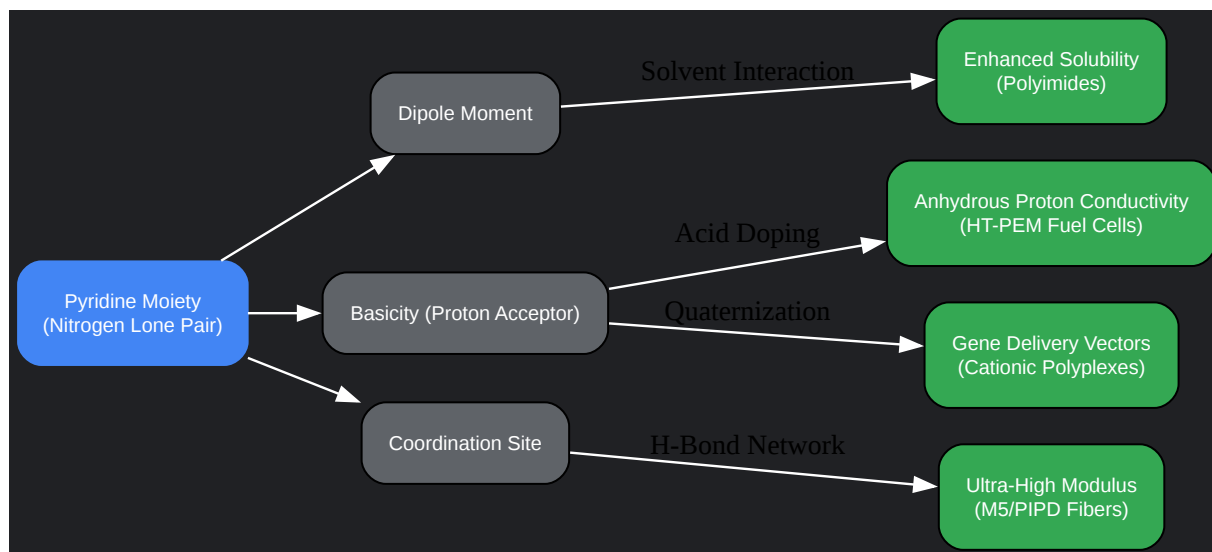 Pyridine Moiety
(Nitrogen Lone Pair)
Dipole Moment
Basicity (Proton Acceptor)
Coordination Site
Solvent Interaction
Acid Doping
Quaternization
H-Bond Network
Enhanced Solubility
(Polyimides)
Anhydrous Proton Conductivity
(HT-PEM Fuel Cells)
Gene Delivery Vectors
(Cationic Polyplexes)
Ultra-High Modulus
(M5/PIPD Fibers)